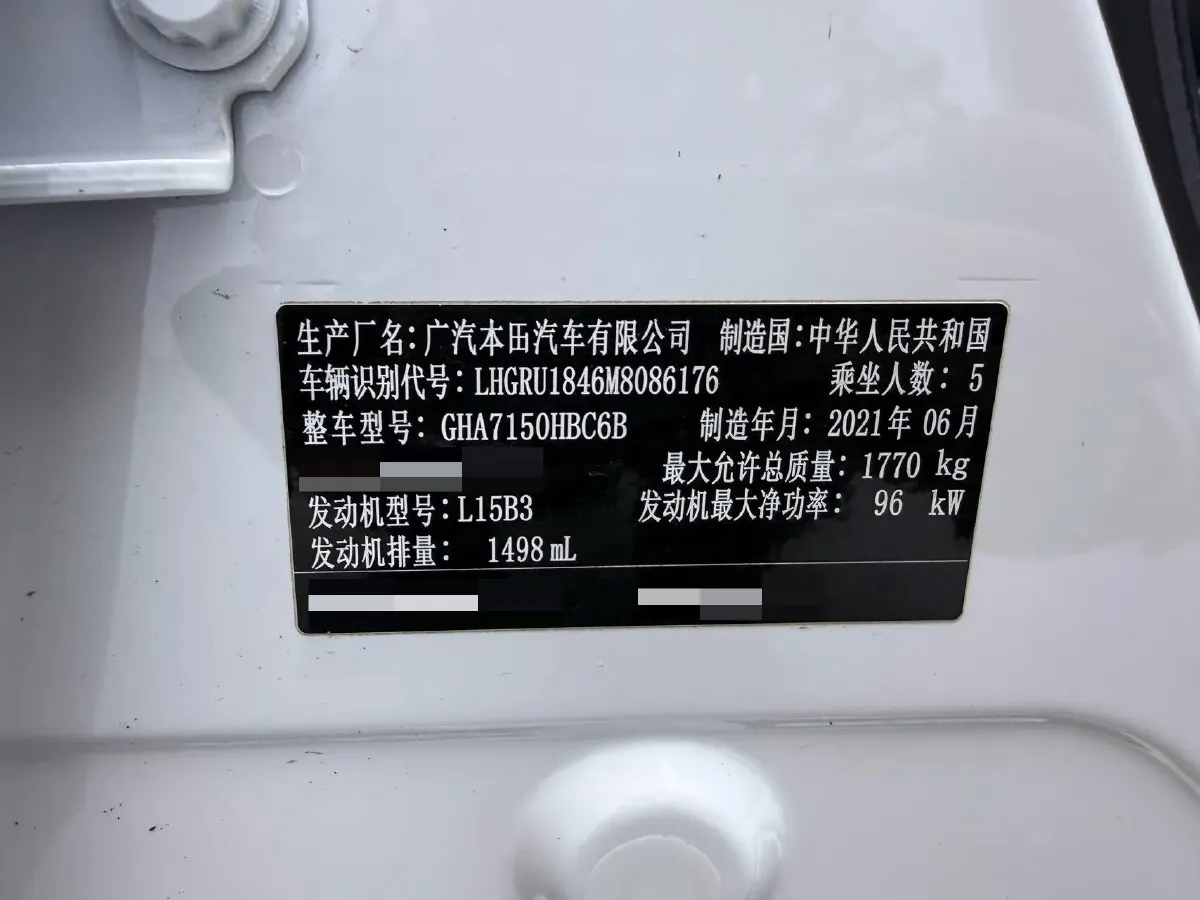 生产厂名：广汽本田汽车有限公司 制造国：中华人民共和国
车辆识别代号：LHGRU1846M8086176 乘坐人数：5
整车型号：GHA7150HBC6B 制造年月：2021年06月
最大允许总质量：1770 kg
发动机型号：L15B3 发动机最大净功率：96 kW
发动机排量：1498 mL